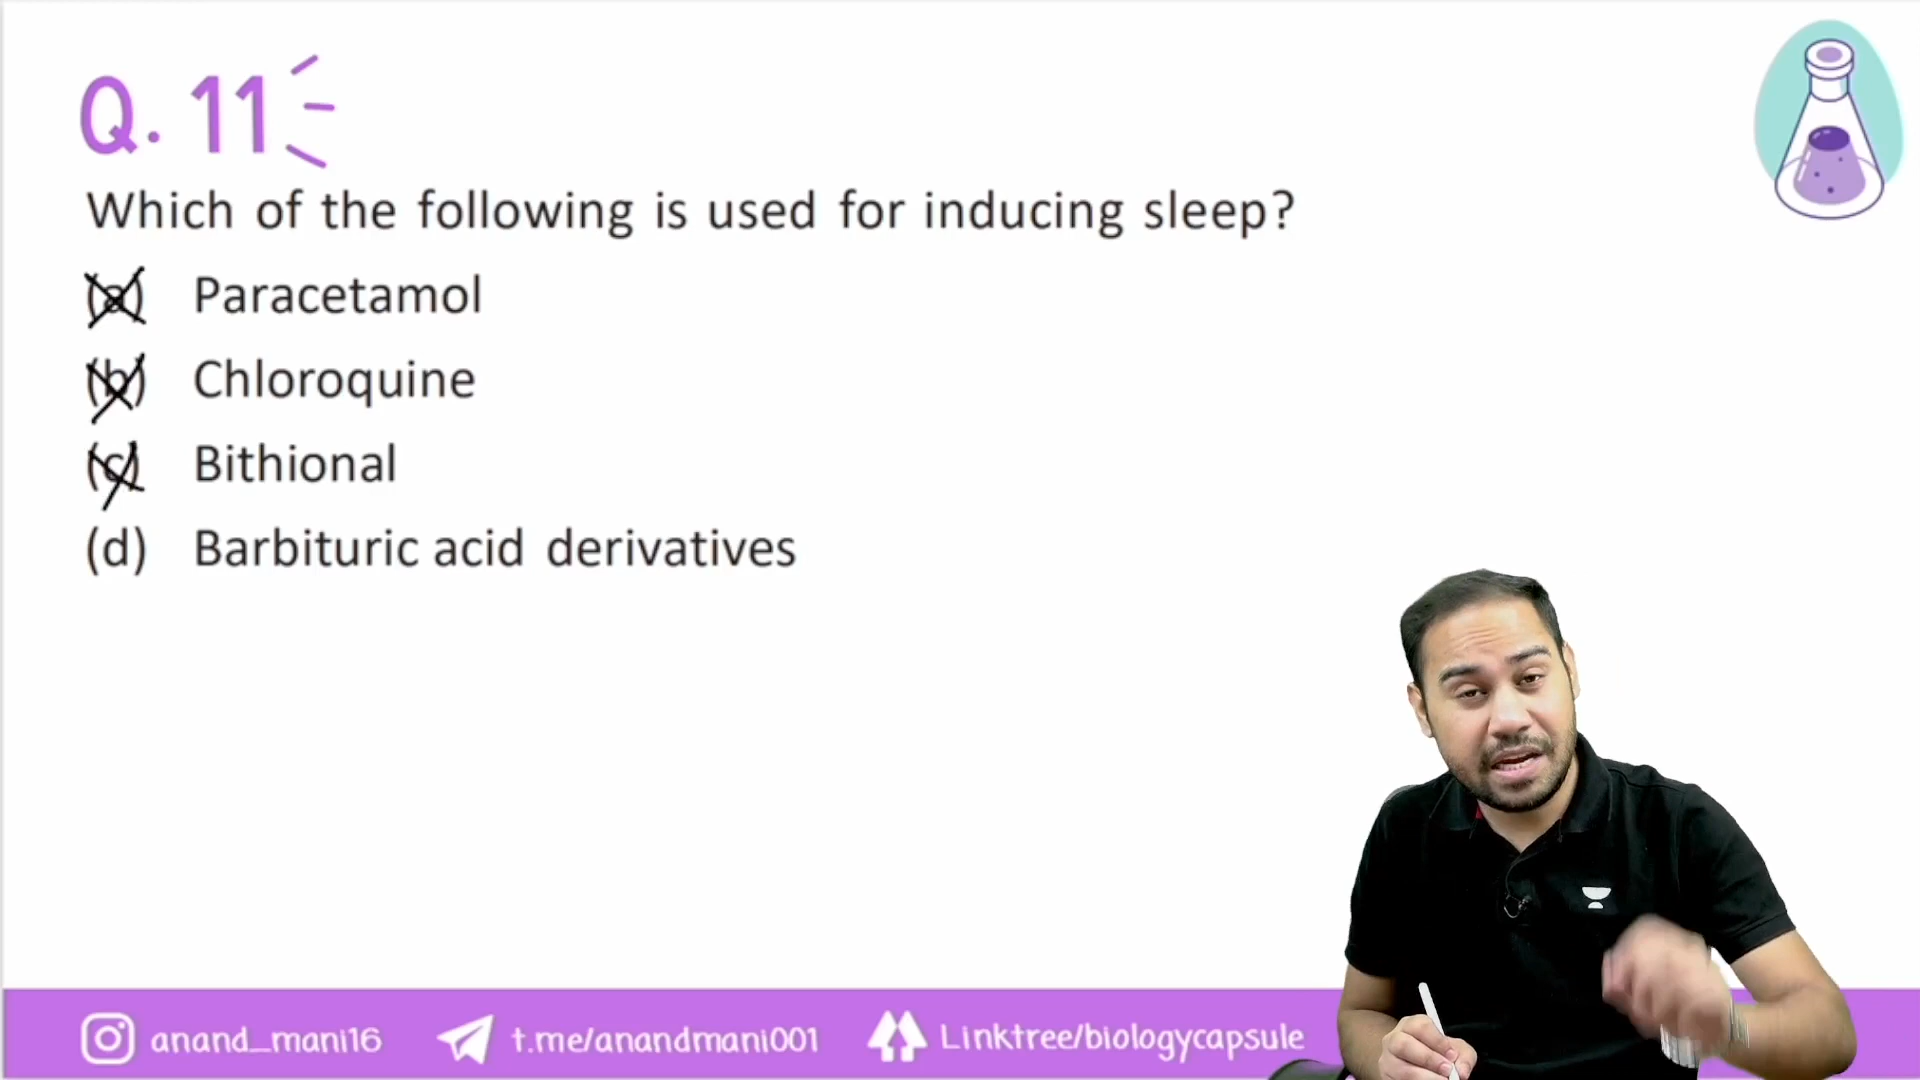 Q. 11
Which of the following is used for inducing sleep?
(a) Paracetamol
(b) Chloroquine
(c) Bithional
(d) Barbituric acid derivatives
anand_mani16 t.me/anandmani001 Linktree/biologycapsule